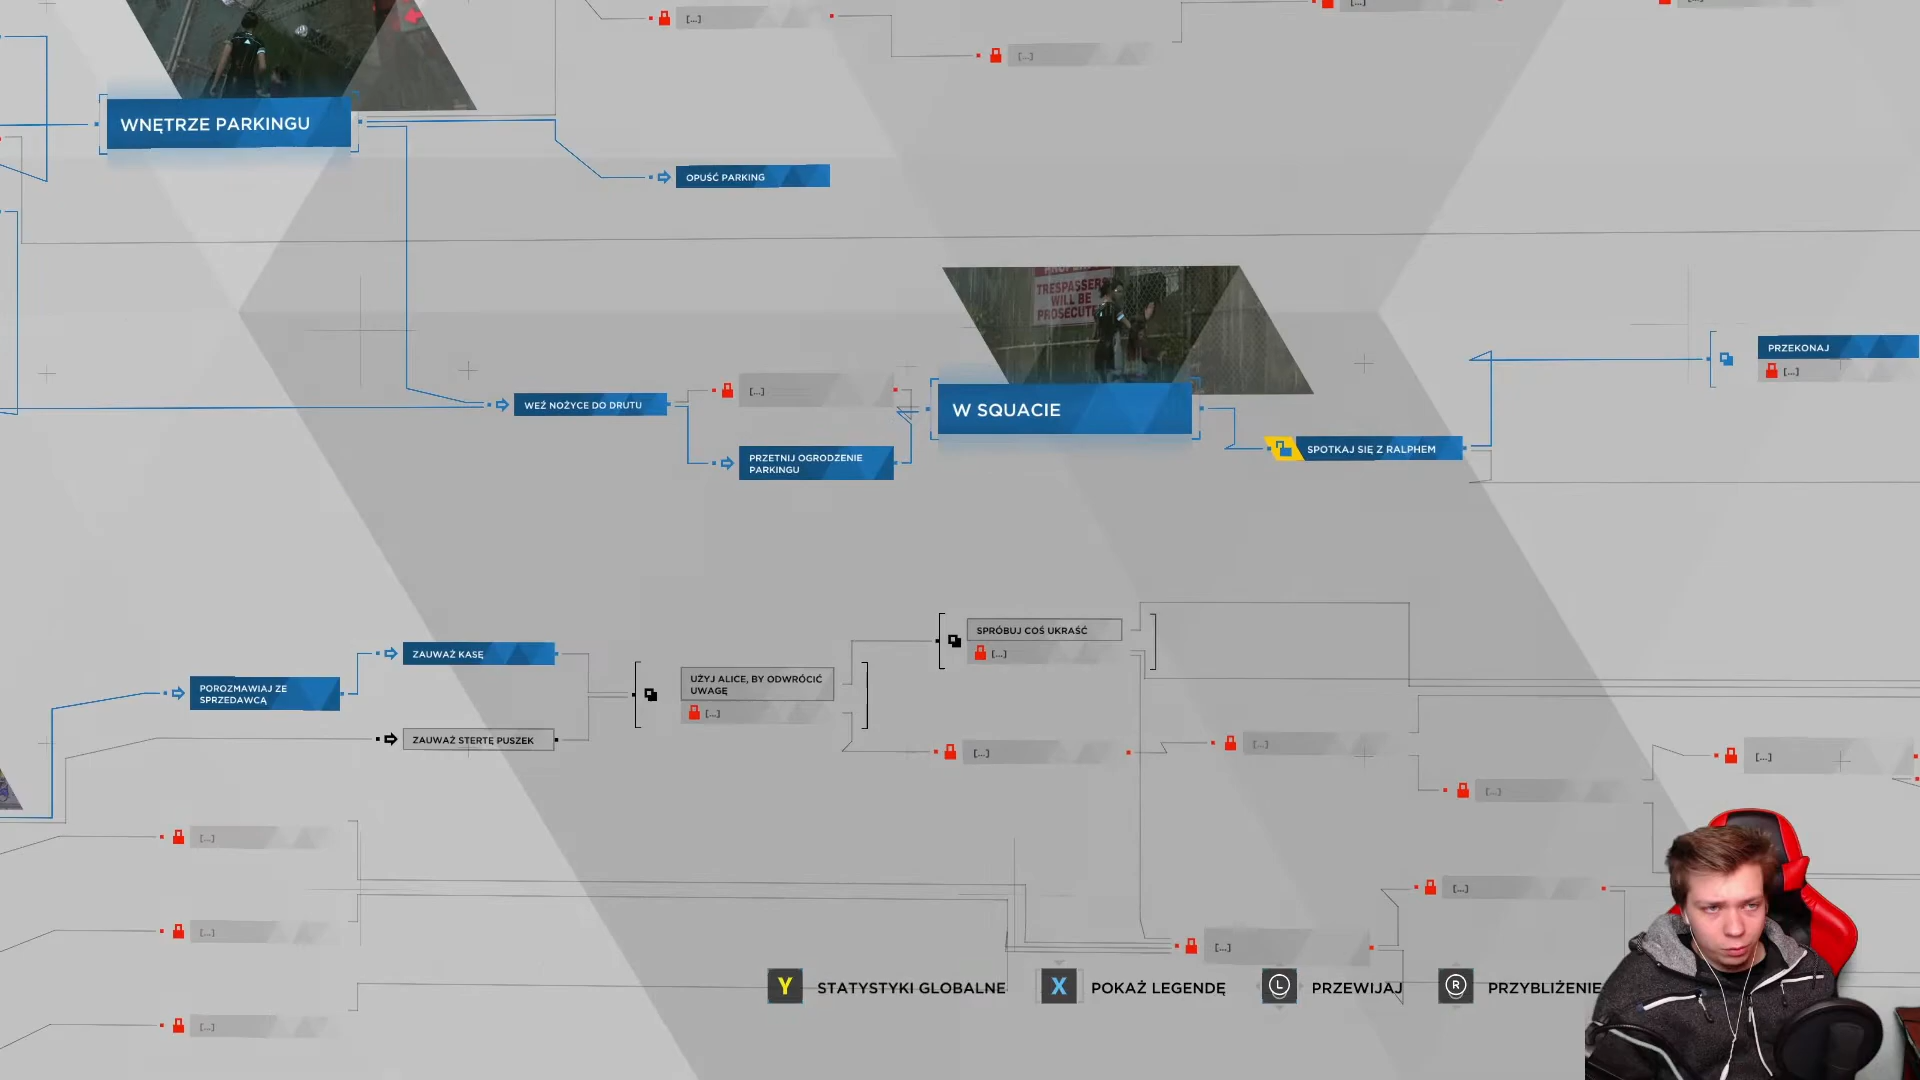 [...]
[...]
[...]
WNĘTRZE PARKINGU
OPUŚĆ PARKING
TRESPASSERS
WILL BE
PROSECUTE
PRZEKONAJ
[...]
WEŹ NOŻYCE DO DRUTU
[...]
W SQUACIE
PRZETNIJ OGRODZENIE
PARKINGU
SPOTKAJ SIĘ Z RALPHEM
SPRÓBUJ COŚ UKRAŚĆ
[...]
ZAUWAŻ KASĘ
POROZMAWIAJ ZE
SPRZEDAWCĄ
UŻYJ ALICE, BY ODWRÓCIĆ
UWAGĘ
[...]
ZAUWAŻ STERTĘ PUSZEK
[...]
[...]
[...]
[...]
[...]
[...]
[...]
[...]
[...]
Y STATYSTYKI GLOBALNE
X POKAŻ LEGENDĘ
L PRZEWIJAJ
R PRZYBLIŻENIE